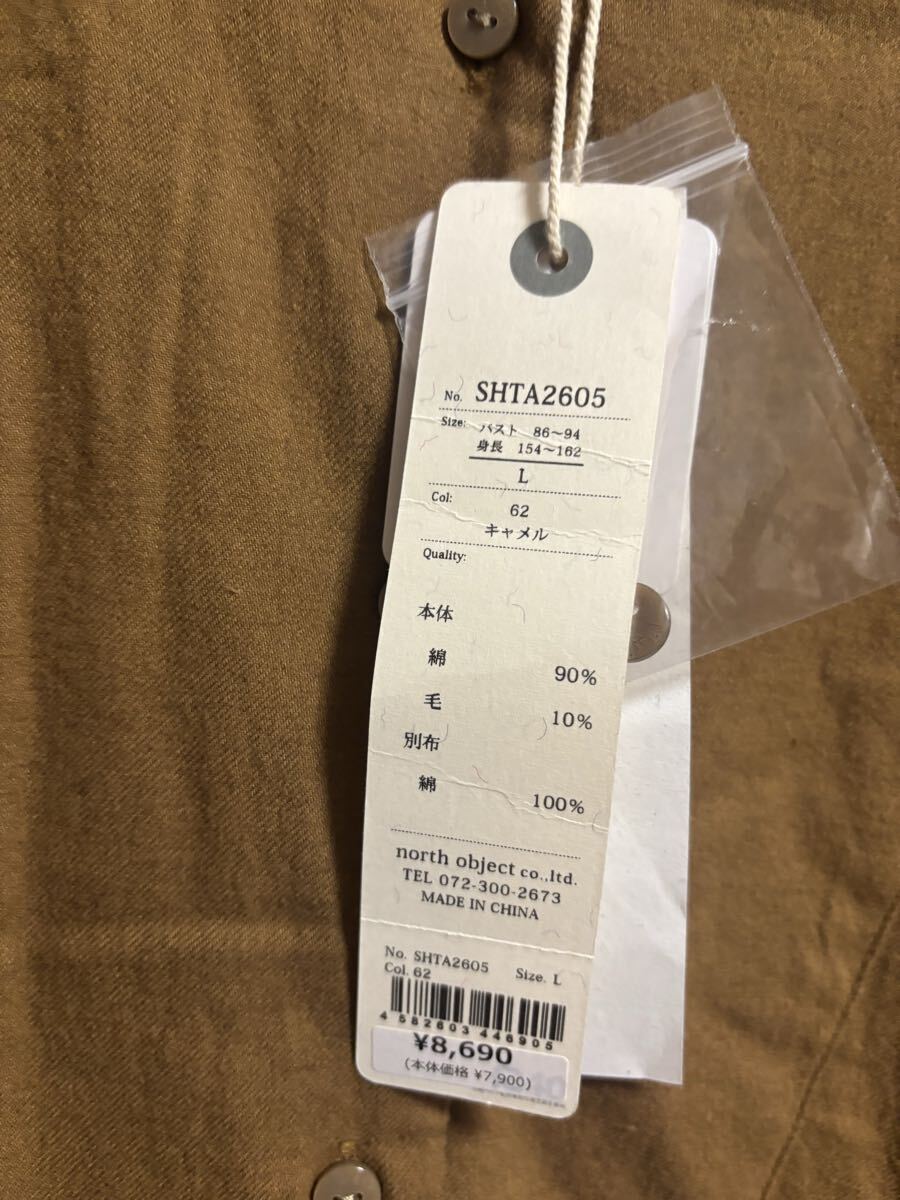 No. SHTA2605
Size: バスト 86〜94
身長 154〜162
L
Col:
62
キャメル
Quality:
本体
綿 90%
毛 10%
別布
綿 100%
north object co.,ltd.
TEL 072-300-2673
MADE IN CHINA
No. SHTA2605 Size. L
Col. 62
4 582603 446905
¥8,690
(本体価格 ¥7,900)